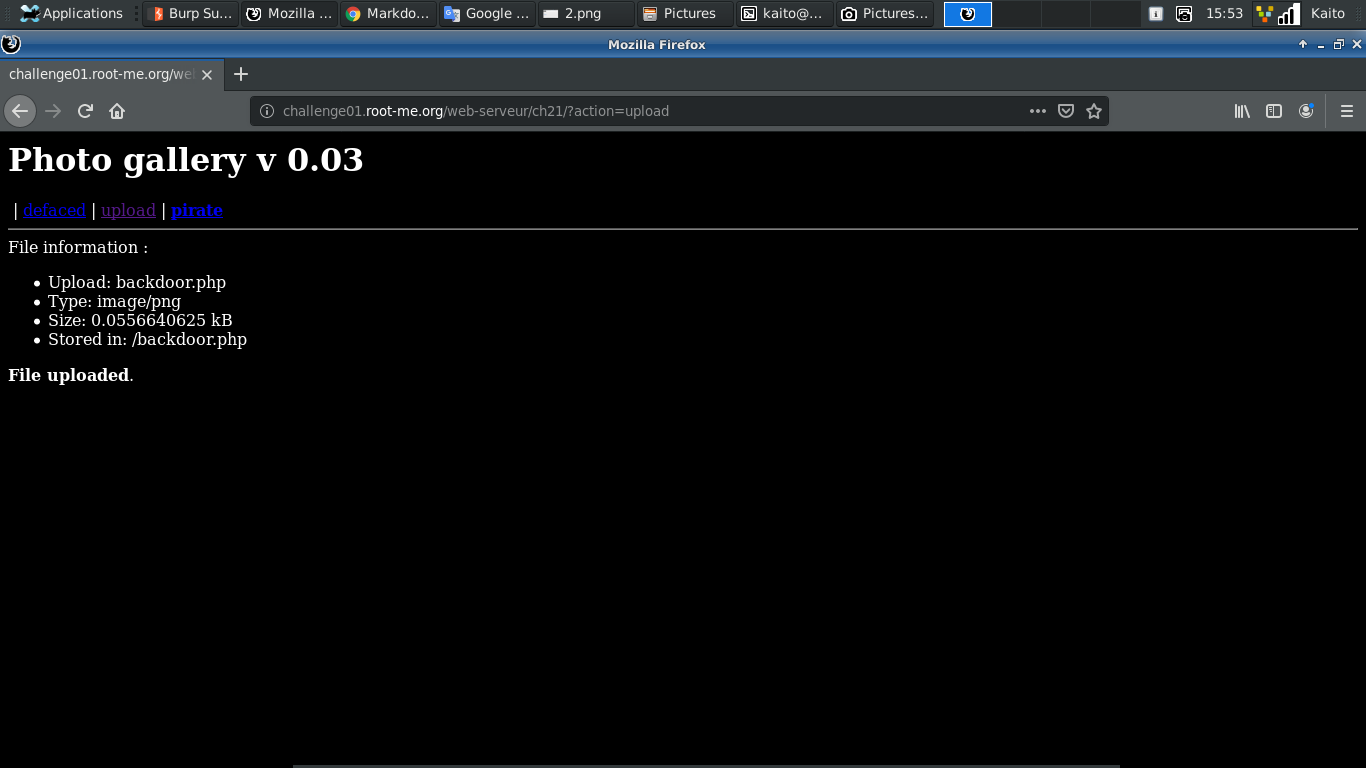 Applications Burp Su... Mozilla ... Markdo... Google ... 2.png Pictures kaito@... Pictures... 15:53 Kaito
Mozilla Firefox
challenge01.root-me.org/we
challenge01.root-me.org/web-serveur/ch21/?action=upload
Photo gallery v 0.03
| defaced | upload | pirate
File information :
• Upload: backdoor.php
• Type: image/png
• Size: 0.0556640625 kB
• Stored in: /backdoor.php
File uploaded.